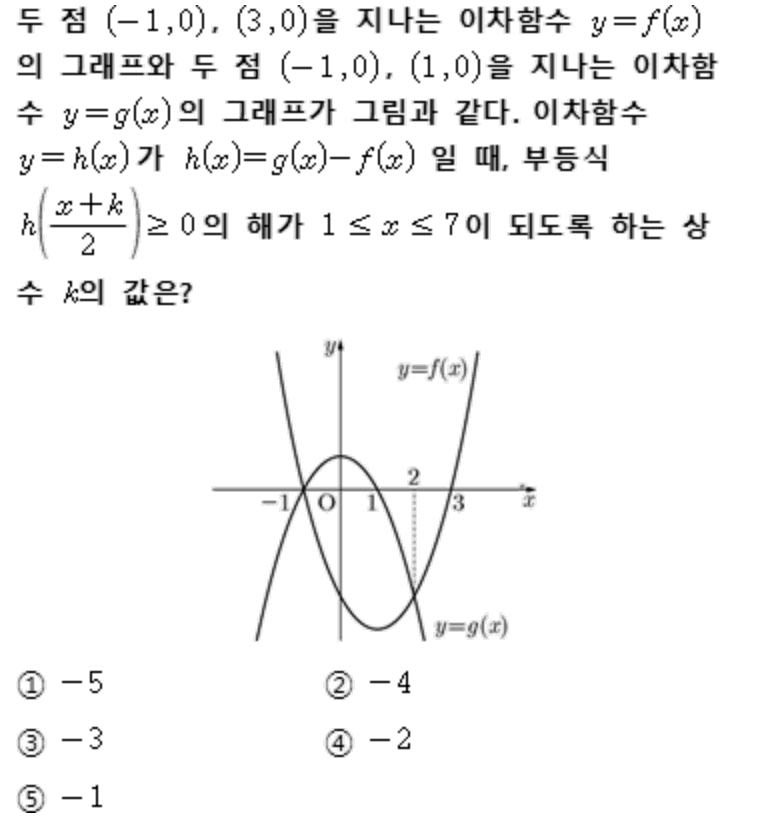 두 점 (−1,0), (3,0)을 지나는 이차함수 y=f(x)
의 그래프와 두 점 (−1,0), (1,0)을 지나는 이차함
수 y=g(x)의 그래프가 그림과 같다. 이차함수
y=h(x)가 h(x)=g(x)−f(x) 일 때, 부등식
h((x+k)/2) ≥ 0의 해가 1 ≤ x ≤ 7이 되도록 하는 상
수 k의 값은?
y
y=f(x)
2
−1 O 1 3 x
y=g(x)
① −5 ② −4
③ −3 ④ −2
⑤ −1